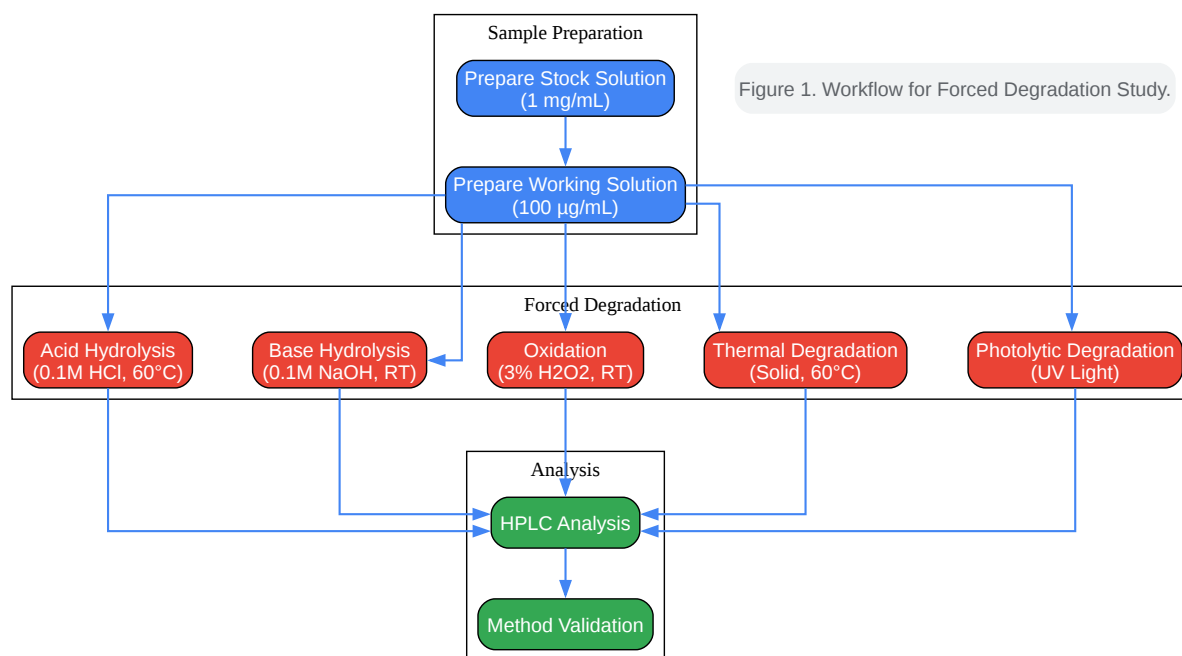 Sample Preparation
Prepare Stock Solution
(1 mg/mL)
Figure 1. Workflow for Forced Degradation Study.
Prepare Working Solution
(100 µg/mL)
Forced Degradation
Acid Hydrolysis
(0.1M HCl, 60°C)
Base Hydrolysis
(0.1M NaOH, RT)
Oxidation
(3% H2O2, RT)
Thermal Degradation
(Solid, 60°C)
Photolytic Degradation
(UV Light)
Analysis
HPLC Analysis
Method Validation